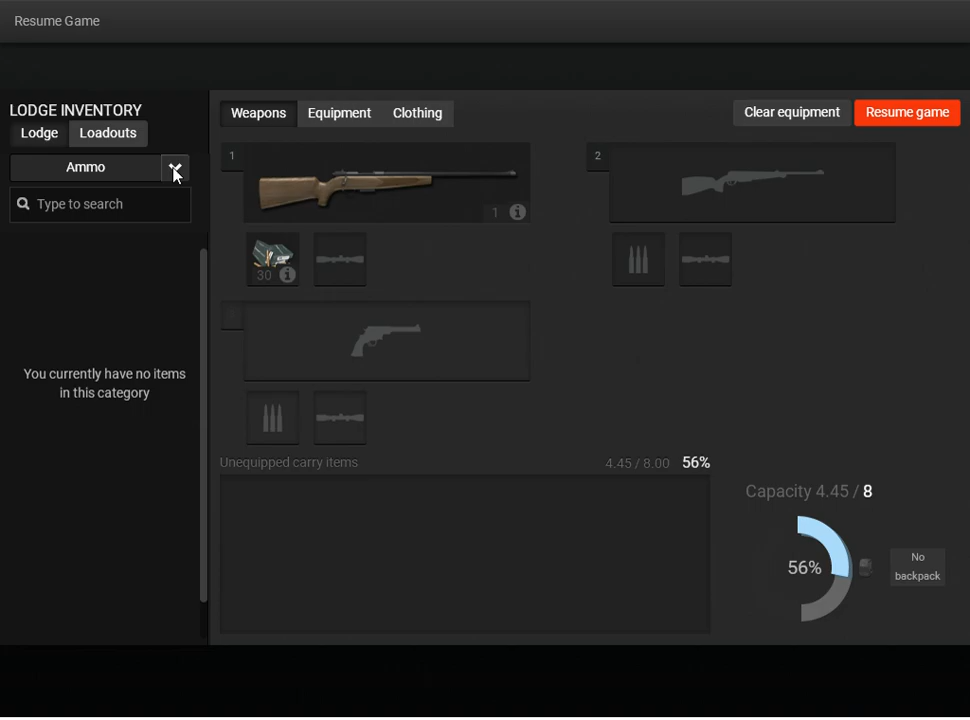 Resume Game
LODGE INVENTORY
Lodge Loadouts
Ammo
Type to search
You currently have no items
in this category
Weapons Equipment Clothing
Clear equipment Resume game
1
1
30
2
Unequipped carry items
4.45 / 8.00 56%
Capacity 4.45 / 8
56%
No
backpack